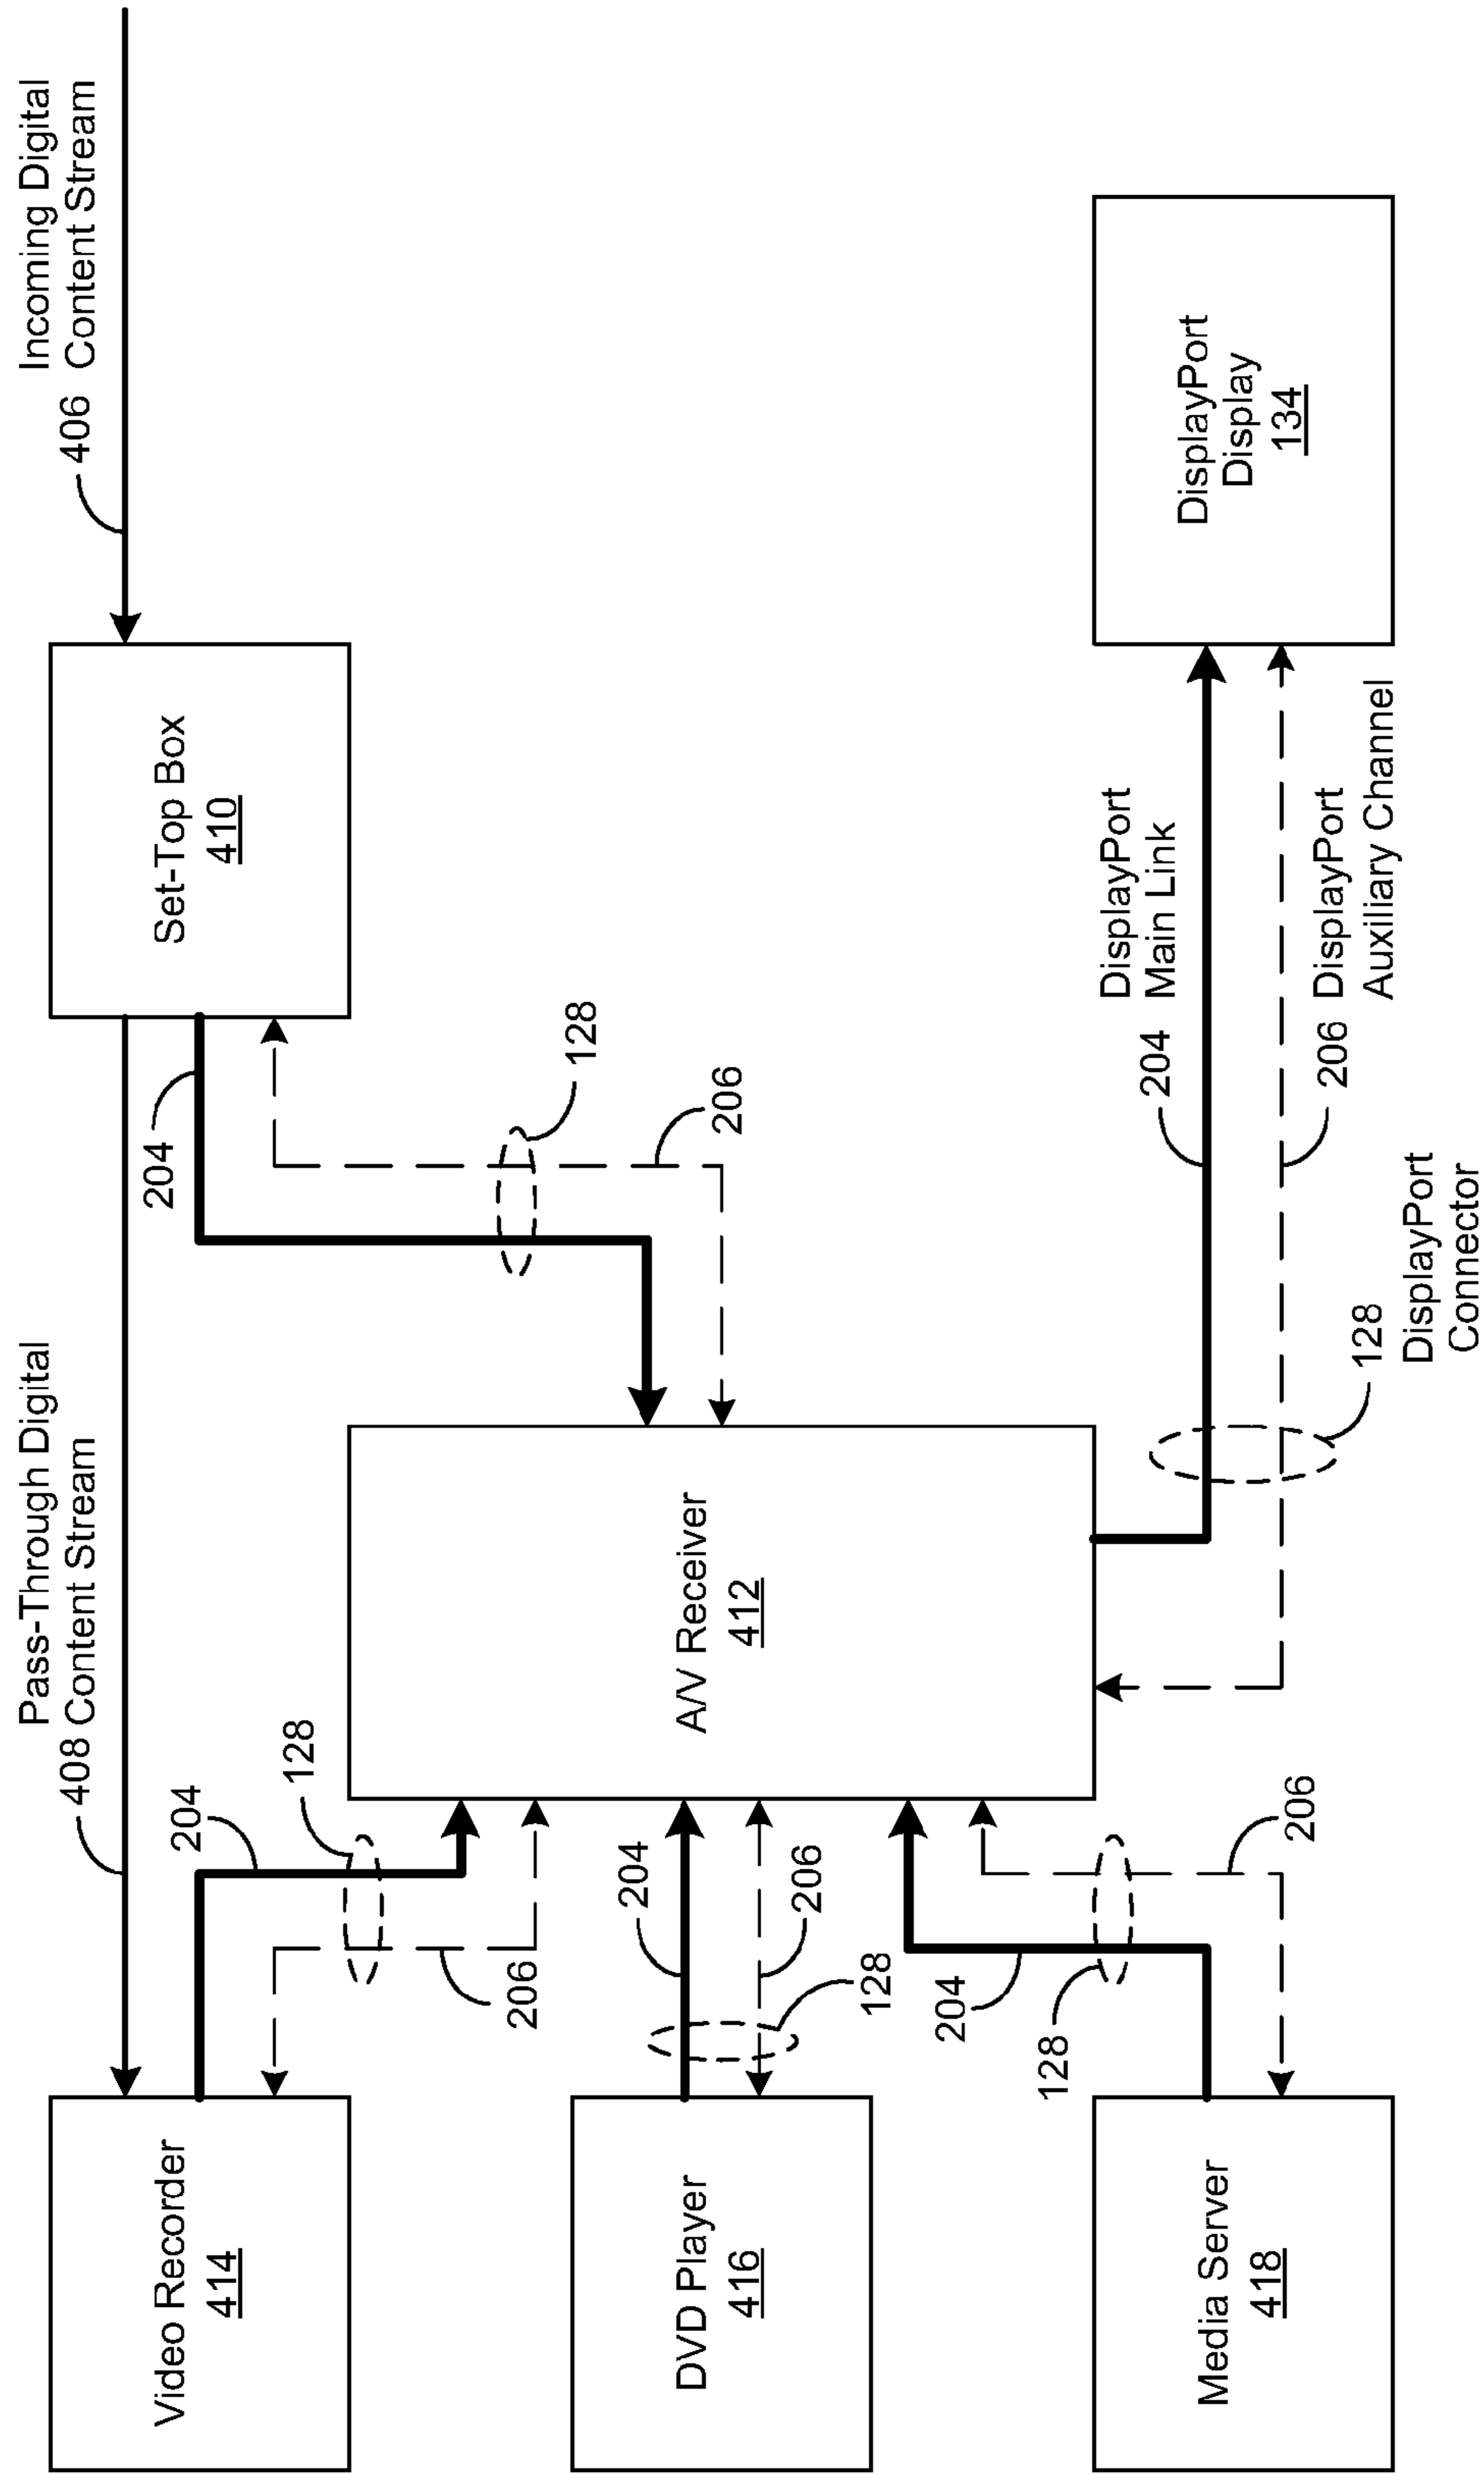 Pass-Through Digital
408 Content Stream
Incoming Digital
406 Content Stream
Video Recorder
414
204
128
206
Set-Top Box
410
204
128
206
DVD Player
416
204
206
128
A/V Receiver
412
Media Server
418
204
128
206
DisplayPort
Main Link
204
206 DisplayPort
Auxiliary Channel
128
DisplayPort
Connector
DisplayPort
Display
134